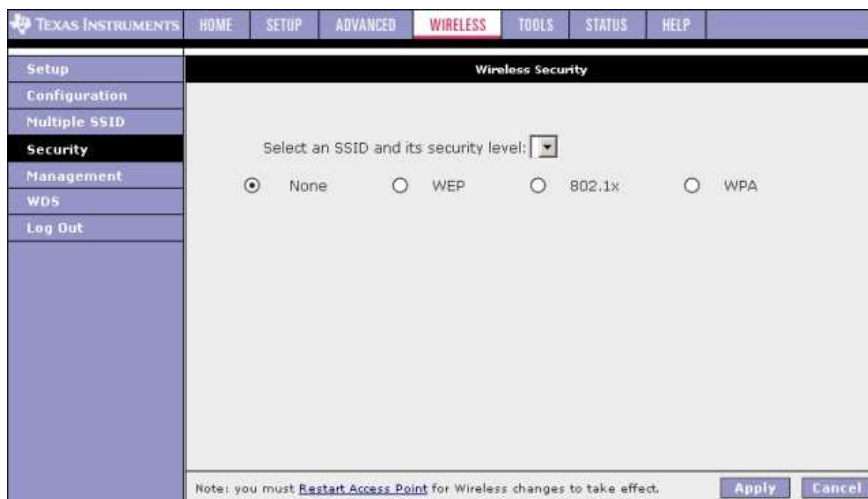 TEXAS INSTRUMENTS HOME SETUP ADVANCED WIRELESS TOOLS STATUS HELP
Setup
Configuration
Multiple SSID
Security
Management
WDS
Log Out
Wireless Security
Select an SSID and its security level:
None WEP 802.1x WPA
Note: you must Restart Access Point for Wireless changes to take effect. Apply Cancel